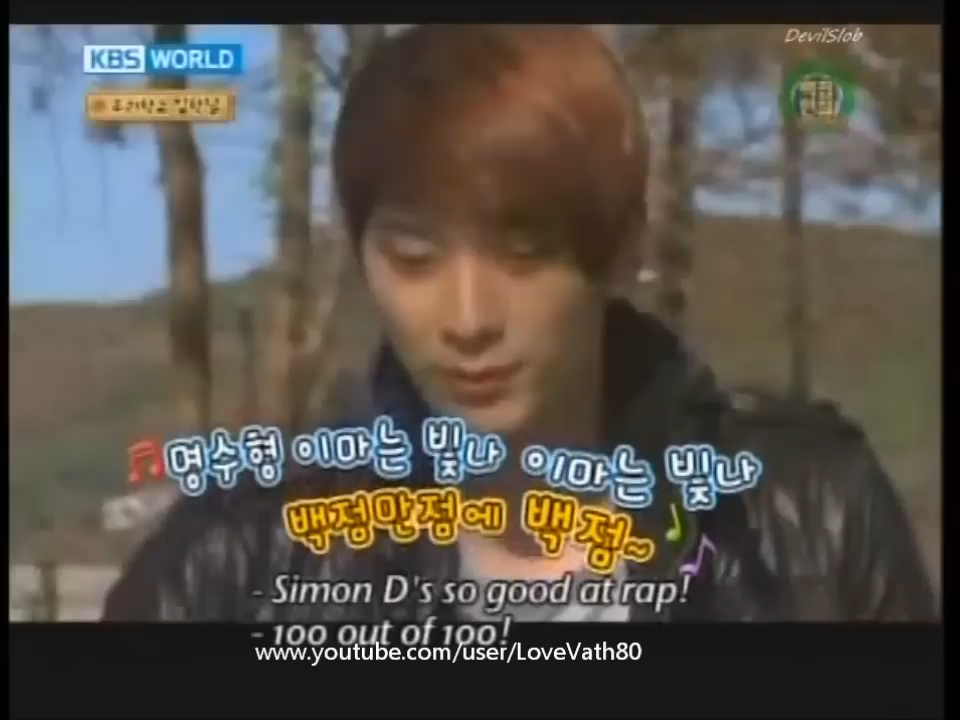 DevilSlob
KBS WORLD
명수형 이마는 빛나 이마는 빛나
백점만점에 백점~
- Simon D's so good at rap!
- 100 out of 100!
www.youtube.com/user/LoveVath80